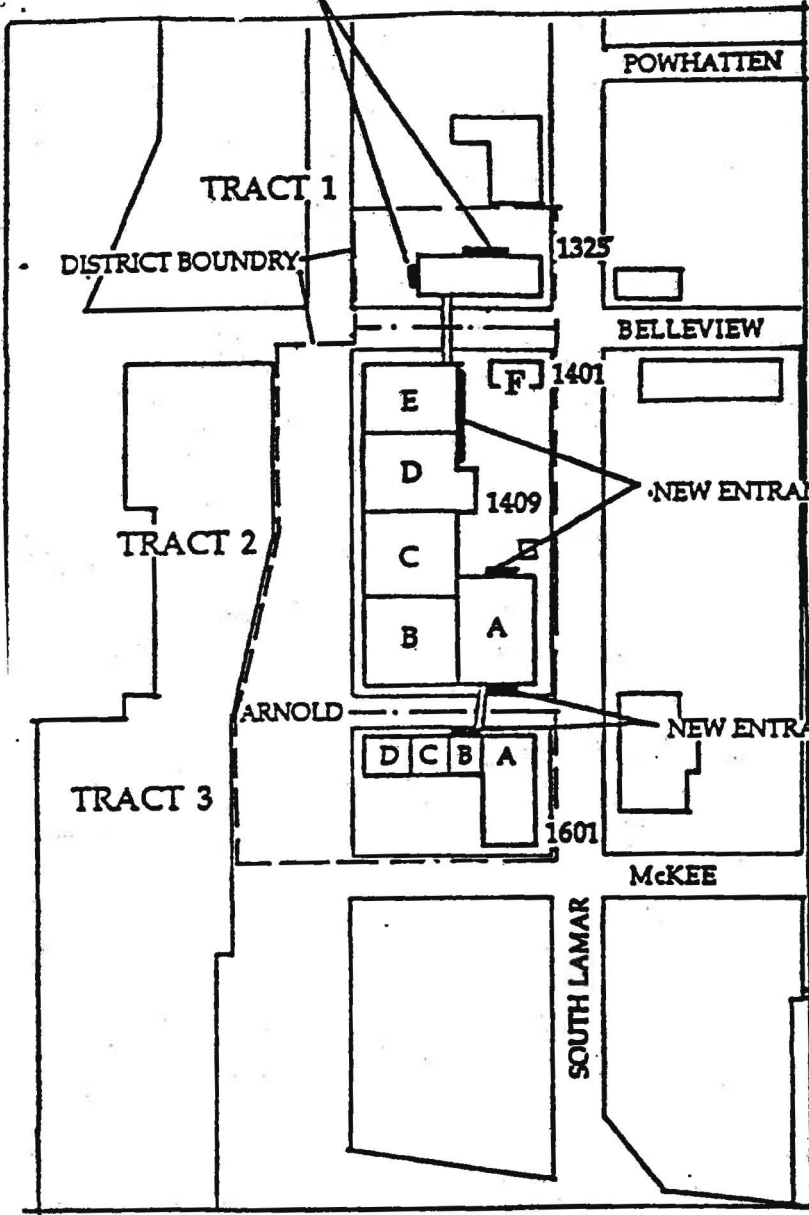 POWHATTEN
TRACT 1
1325
DISTRICT BOUNDRY
BELLEVIEW
F
1401
E
D
NEW ENTRAN
1409
TRACT 2
C
B
A
ARNOLD
NEW ENTRA
D
C
B
A
TRACT 3
1601
McKEE
SOUTH LAMAR